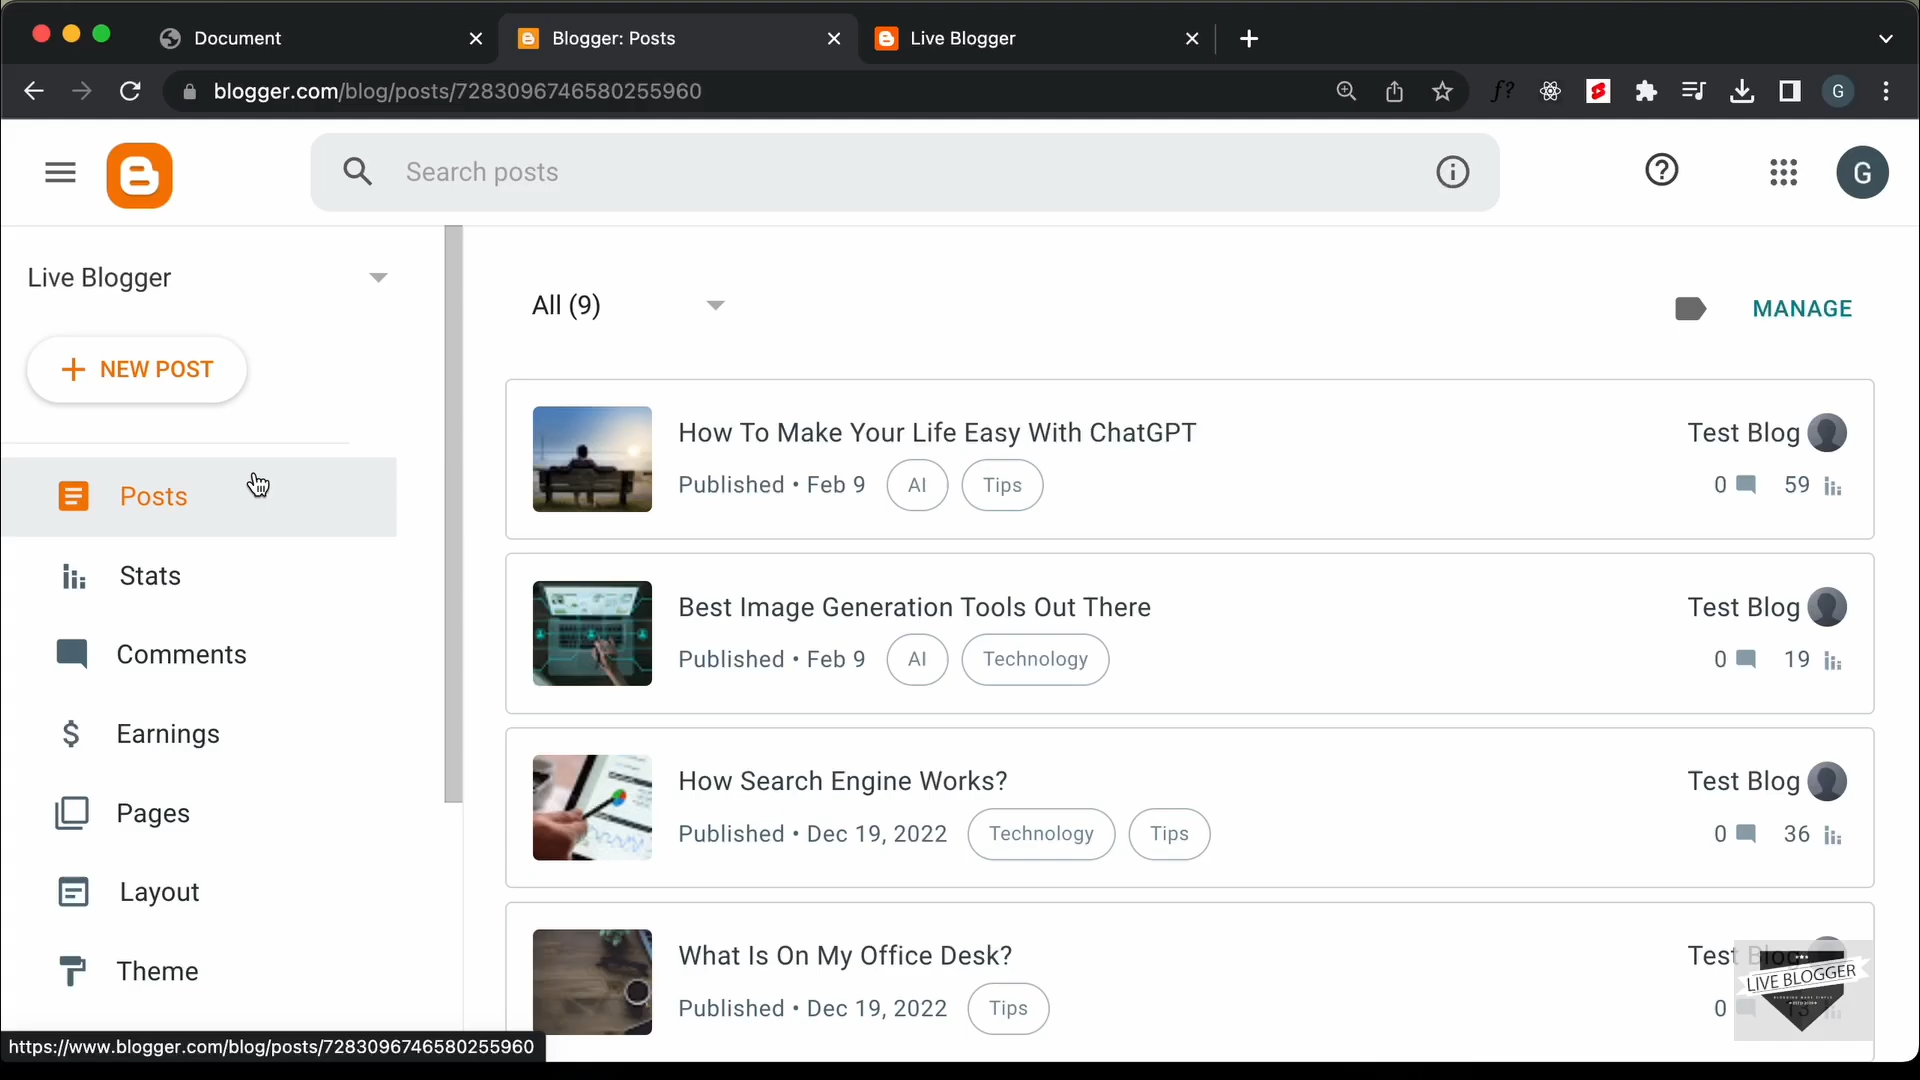 Document
Blogger: Posts
Live Blogger
blogger.com/blog/posts/7283096746580255960
f?
G
Search posts
G
Live Blogger
NEW POST
Posts
Stats
Comments
Earnings
Pages
Layout
Theme
All (9)
MANAGE
How To Make Your Life Easy With ChatGPT
Test Blog
Published • Feb 9
AI
Tips
0
59
Best Image Generation Tools Out There
Test Blog
Published • Feb 9
AI
Technology
0
19
How Search Engine Works?
Test Blog
Published • Dec 19, 2022
Technology
Tips
0
36
What Is On My Office Desk?
Test Blog
Published • Dec 19, 2022
Tips
0
13
LIVE BLOGGER
https://www.blogger.com/blog/posts/7283096746580255960